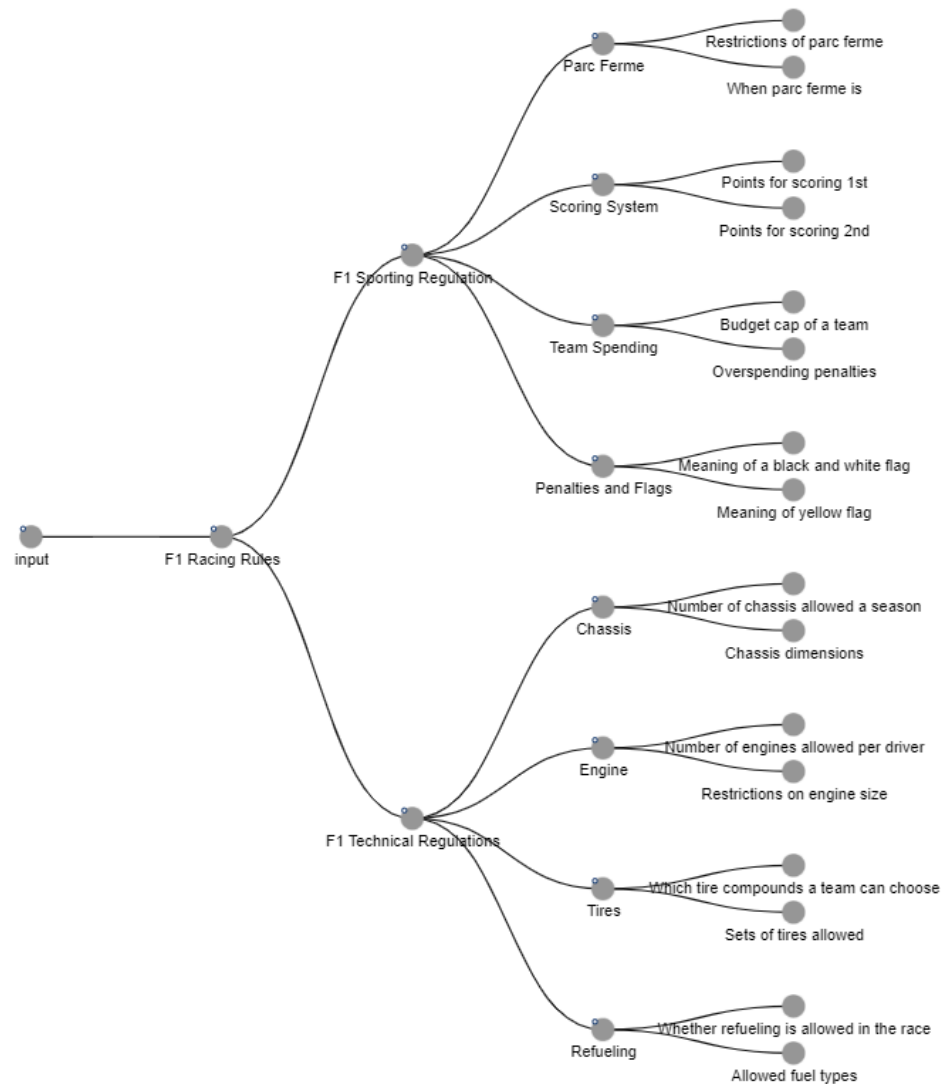 Restrictions of parc ferme
Parc Ferme
When parc ferme is
Points for scoring 1st
Scoring System
Points for scoring 2nd
F1 Sporting Regulation
Budget cap of a team
Team Spending
Overspending penalties
Meaning of a black and white flag
Penalties and Flags
Meaning of yellow flag
input
F1 Racing Rules
Number of chassis allowed a season
Chassis
Chassis dimensions
Number of engines allowed per driver
Engine
Restrictions on engine size
F1 Technical Regulations
Which tire compounds a team can choose
Tires
Sets of tires allowed
Whether refueling is allowed in the race
Refueling
Allowed fuel types